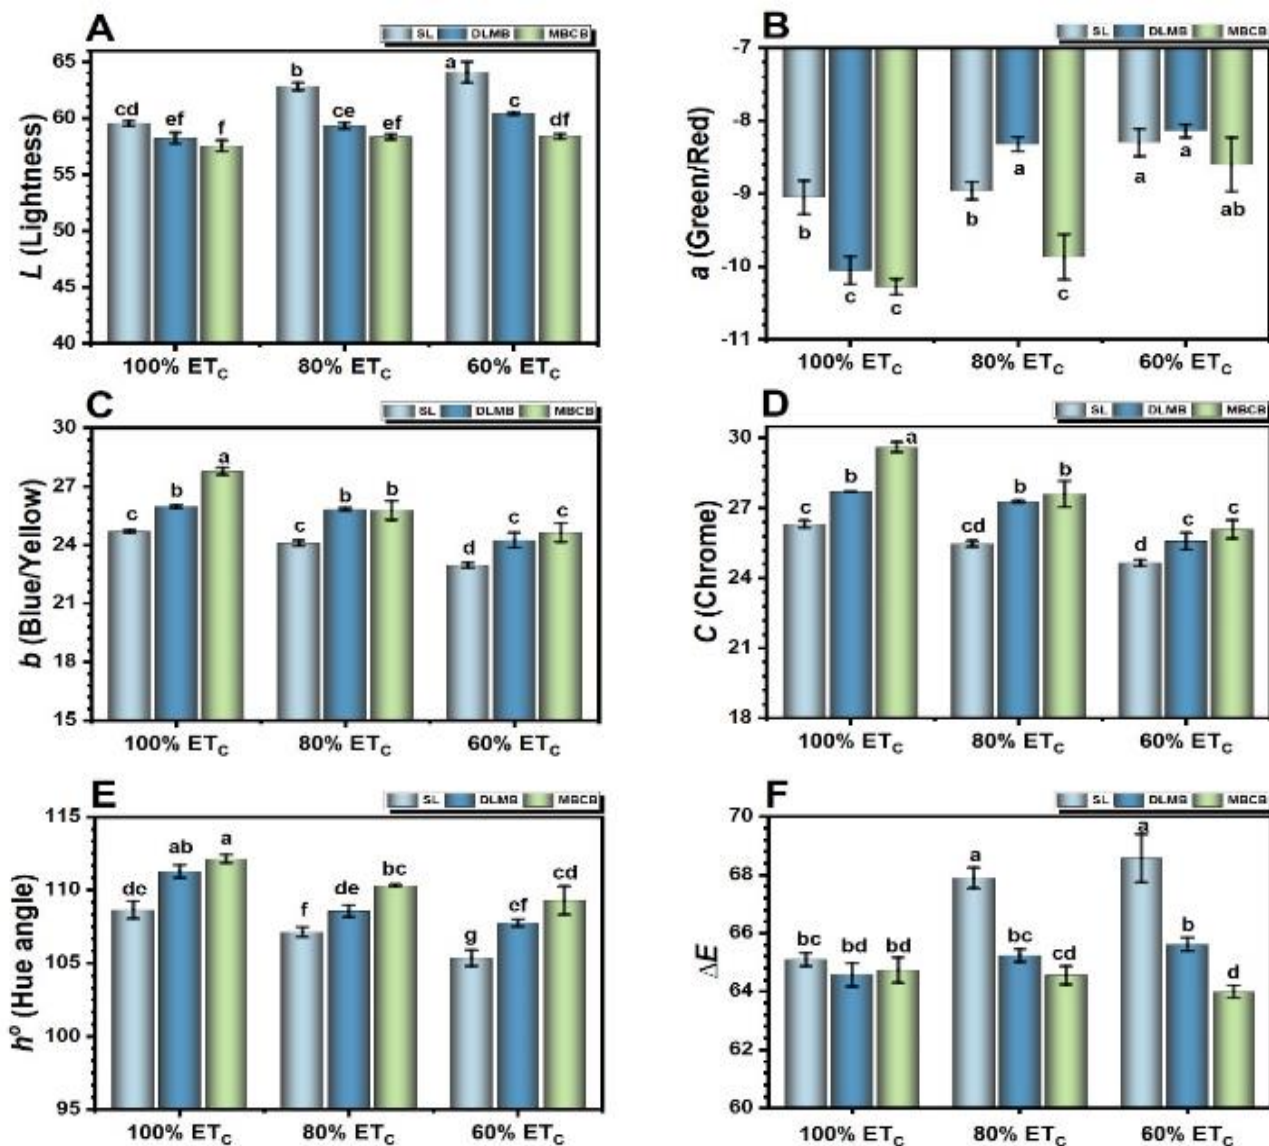 A
SL DLMB MBCB
L (Lightness)
65
60
55
50
45
40
cd ef f b ce ef a c df
100% ETC 80% ETC 60% ETC
B
SL DLMB MBCB
a (Green/Red)
-7
-8
-9
-10
-11
b c c b a c a a ab
100% ETC 80% ETC 60% ETC
C
SL DLMB MBCB
b (Blue/Yellow)
30
27
24
21
18
15
c b a c b b d c c
100% ETC 80% ETC 60% ETC
D
SL DLMB MBCB
C (Chrome)
30
27
24
21
18
c b a cd b b d c c
100% ETC 80% ETC 60% ETC
E
SL DLMB MBCB
hº (Hue angle)
115
110
105
100
95
de ab a f de bc g ef cd
100% ETC 80% ETC 60% ETC
F
SL DLMB MBCB
ΔE
70
68
66
64
62
60
bc bd bd a bc cd a b d
100% ETC 80% ETC 60% ETC